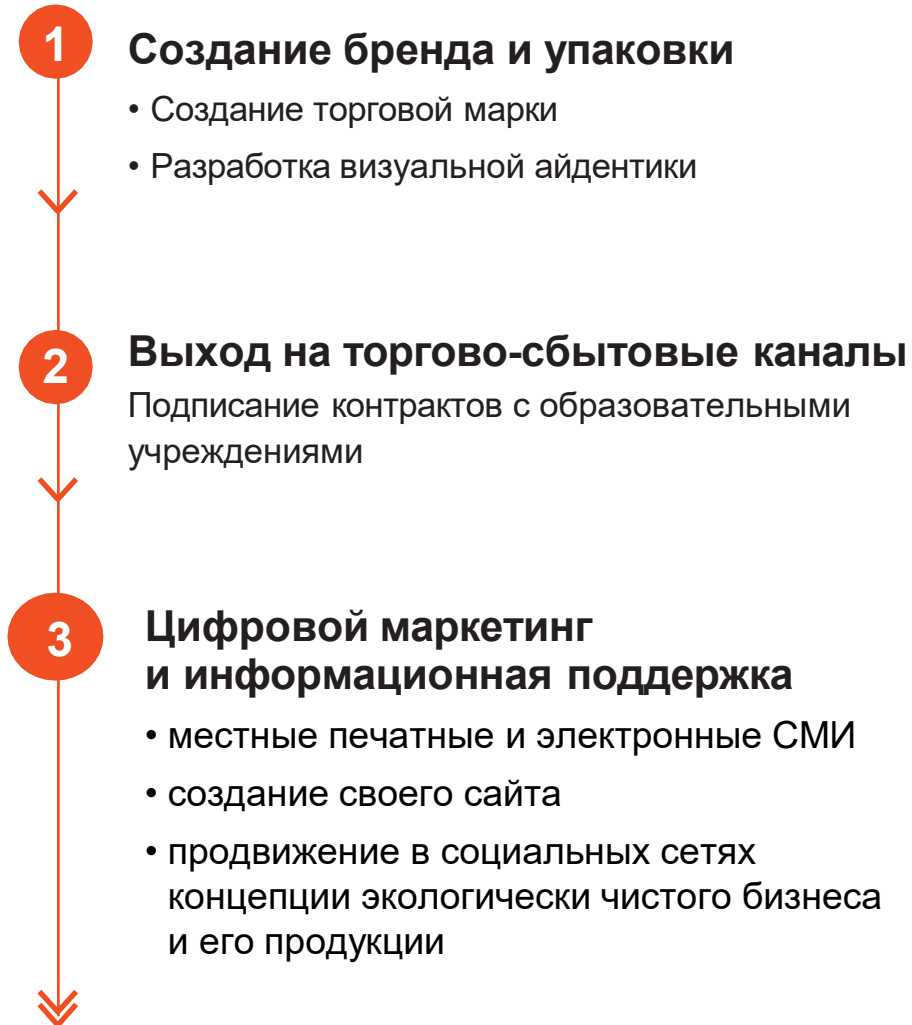 1
Создание бренда и упаковки
• Создание торговой марки
• Разработка визуальной айдентики
2
Выход на торгово-сбытовые каналы
Подписание контрактов с образовательными
учреждениями
3
Цифровой маркетинг
и информационная поддержка
• местные печатные и электронные СМИ
• создание своего сайта
• продвижение в социальных сетях
концепции экологически чистого бизнеса
и его продукции